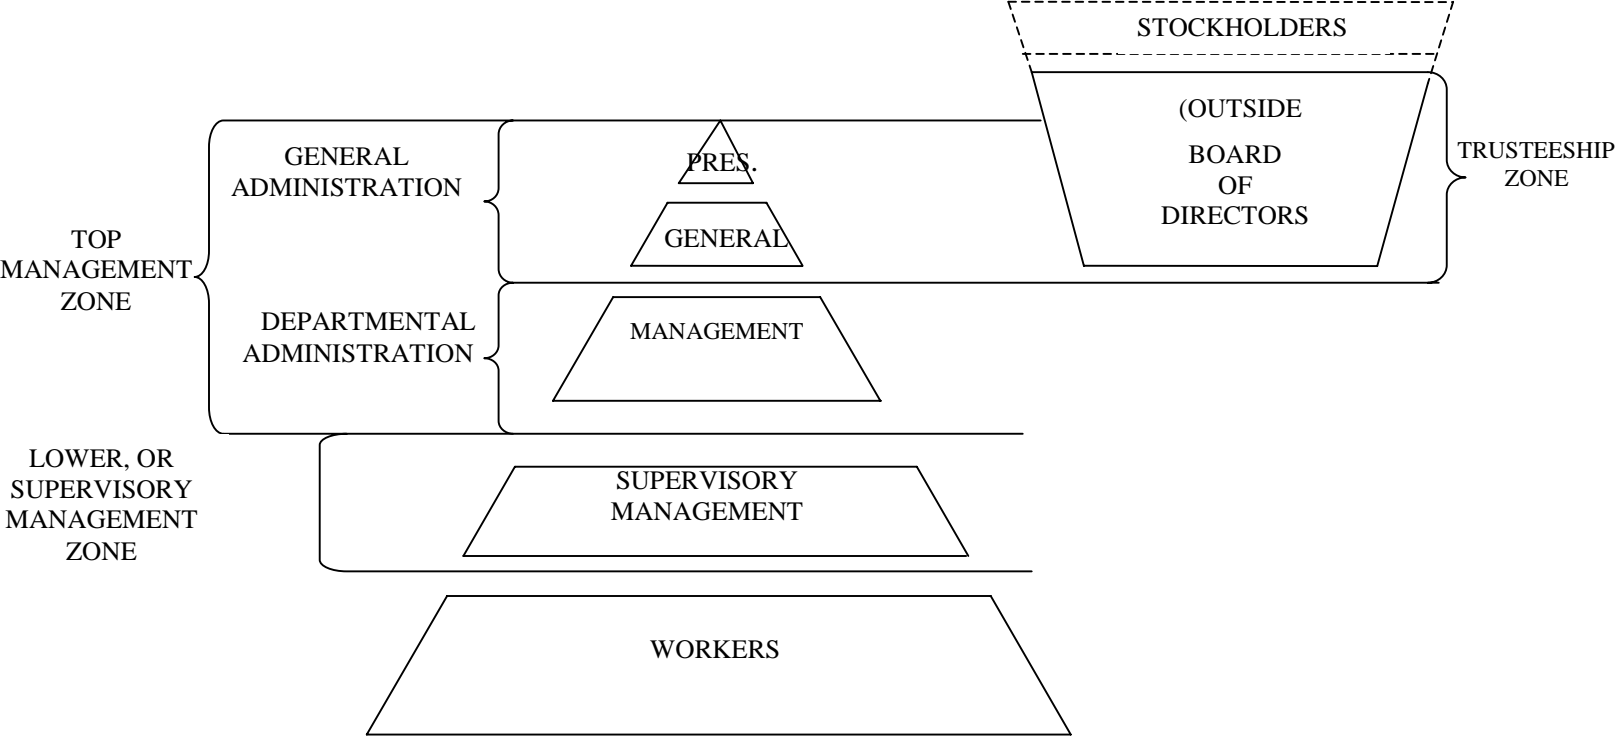 STOCKHOLDERS
(OUTSIDE
BOARD
OF
DIRECTORS
TRUSTEESHIP
ZONE
GENERAL
ADMINISTRATION
PRES.
GENERAL
TOP
MANAGEMENT
ZONE
DEPARTMENTAL
ADMINISTRATION
MANAGEMENT
LOWER, OR
SUPERVISORY
MANAGEMENT
ZONE
SUPERVISORY
MANAGEMENT
WORKERS